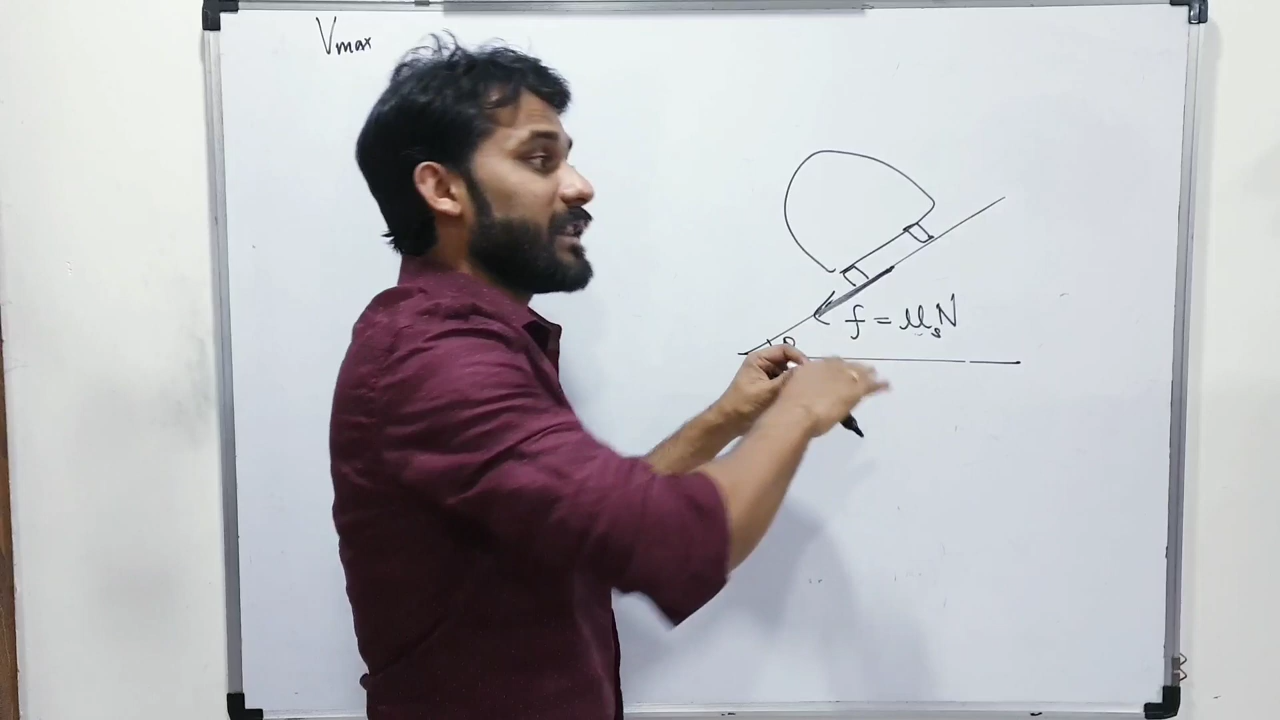 Vmax
f = μsN
θ